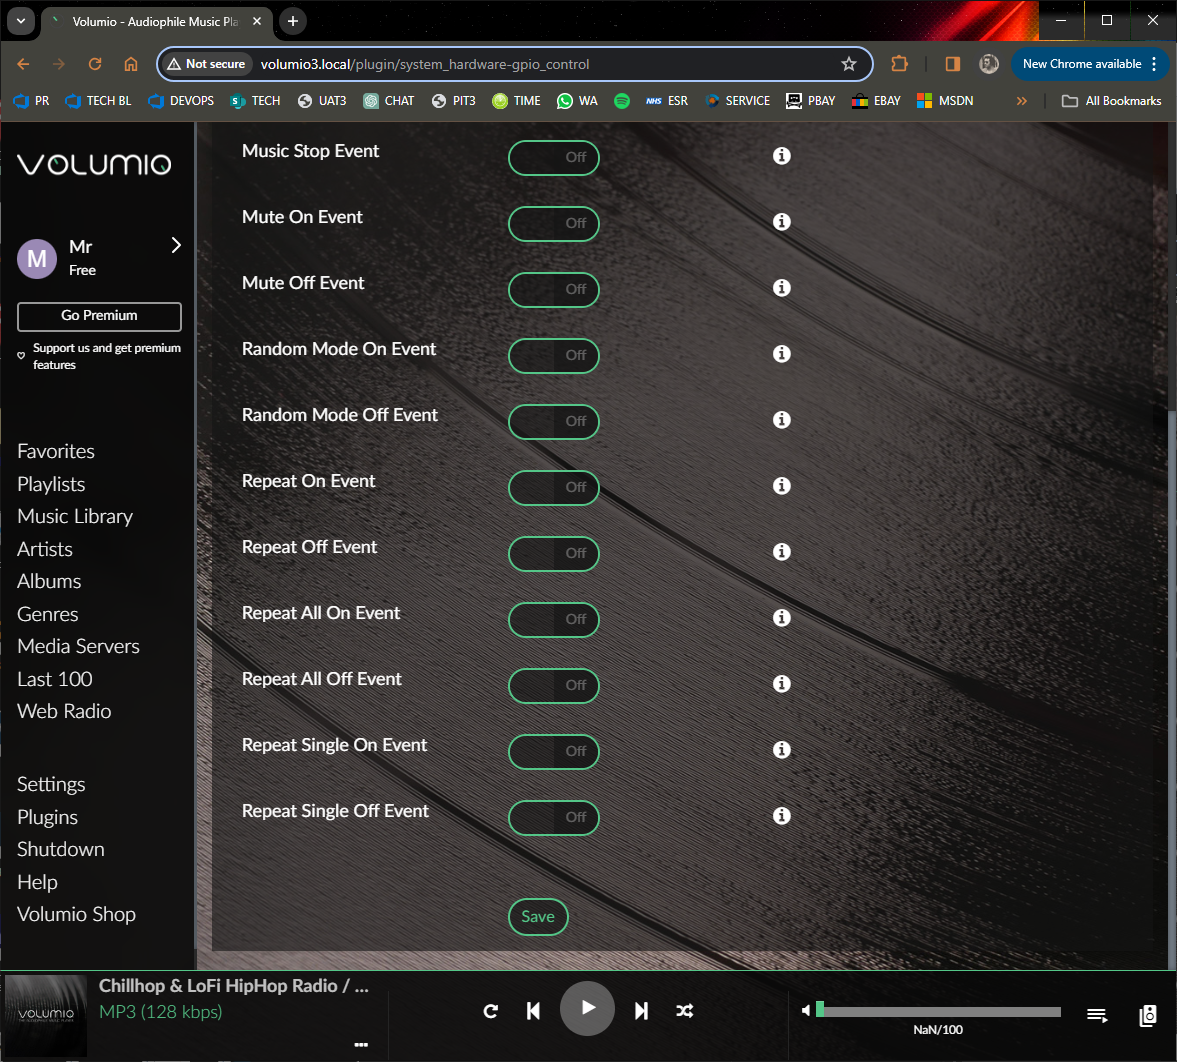 Volumio - Audiophile Music Pla
Not secure
volumio3.local/plugin/system_hardware-gpio_control
New Chrome available
PR
TECH BL
DEVOPS
TECH
UAT3
CHAT
PIT3
TIME
WA
NHS
ESR
SERVICE
PBAY
EBAY
MSDN
»
All Bookmarks
VOLUMIO
M
Mr
Free
Go Premium
Support us and get premium
features
Favorites
Playlists
Music Library
Artists
Albums
Genres
Media Servers
Last 100
Web Radio
Settings
Plugins
Shutdown
Help
Volumio Shop
Music Stop Event
Off
Mute On Event
Off
Mute Off Event
Off
Random Mode On Event
Off
Random Mode Off Event
Off
Repeat On Event
Off
Repeat Off Event
Off
Repeat All On Event
Off
Repeat All Off Event
Off
Repeat Single On Event
Off
Repeat Single Off Event
Off
Save
VOLUMIO
Chillhop & LoFi HipHop Radio / ...
MP3 (128 kbps)
NaN/100